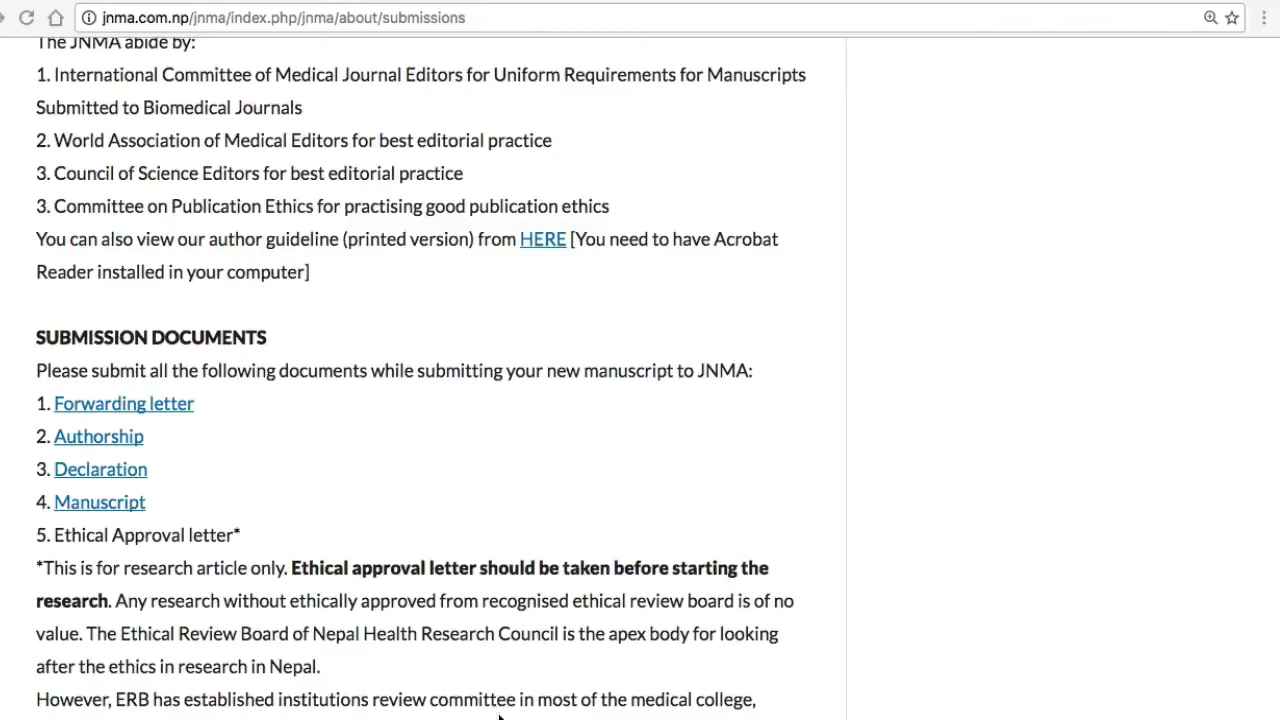 jnma.com.np/jnma/index.php/jnma/about/submissions
The JNMA abide by:
1. International Committee of Medical Journal Editors for Uniform Requirements for Manuscripts
Submitted to Biomedical Journals
2. World Association of Medical Editors for best editorial practice
3. Council of Science Editors for best editorial practice
3. Committee on Publication Ethics for practising good publication ethics
You can also view our author guideline (printed version) from HERE [You need to have Acrobat
Reader installed in your computer]
SUBMISSION DOCUMENTS
Please submit all the following documents while submitting your new manuscript to JNMA:
1. Forwarding letter
2. Authorship
3. Declaration
4. Manuscript
5. Ethical Approval letter*
*This is for research article only. Ethical approval letter should be taken before starting the
research. Any research without ethically approved from recognised ethical review board is of no
value. The Ethical Review Board of Nepal Health Research Council is the apex body for looking
after the ethics in research in Nepal.
However, ERB has established institutions review committee in most of the medical college,